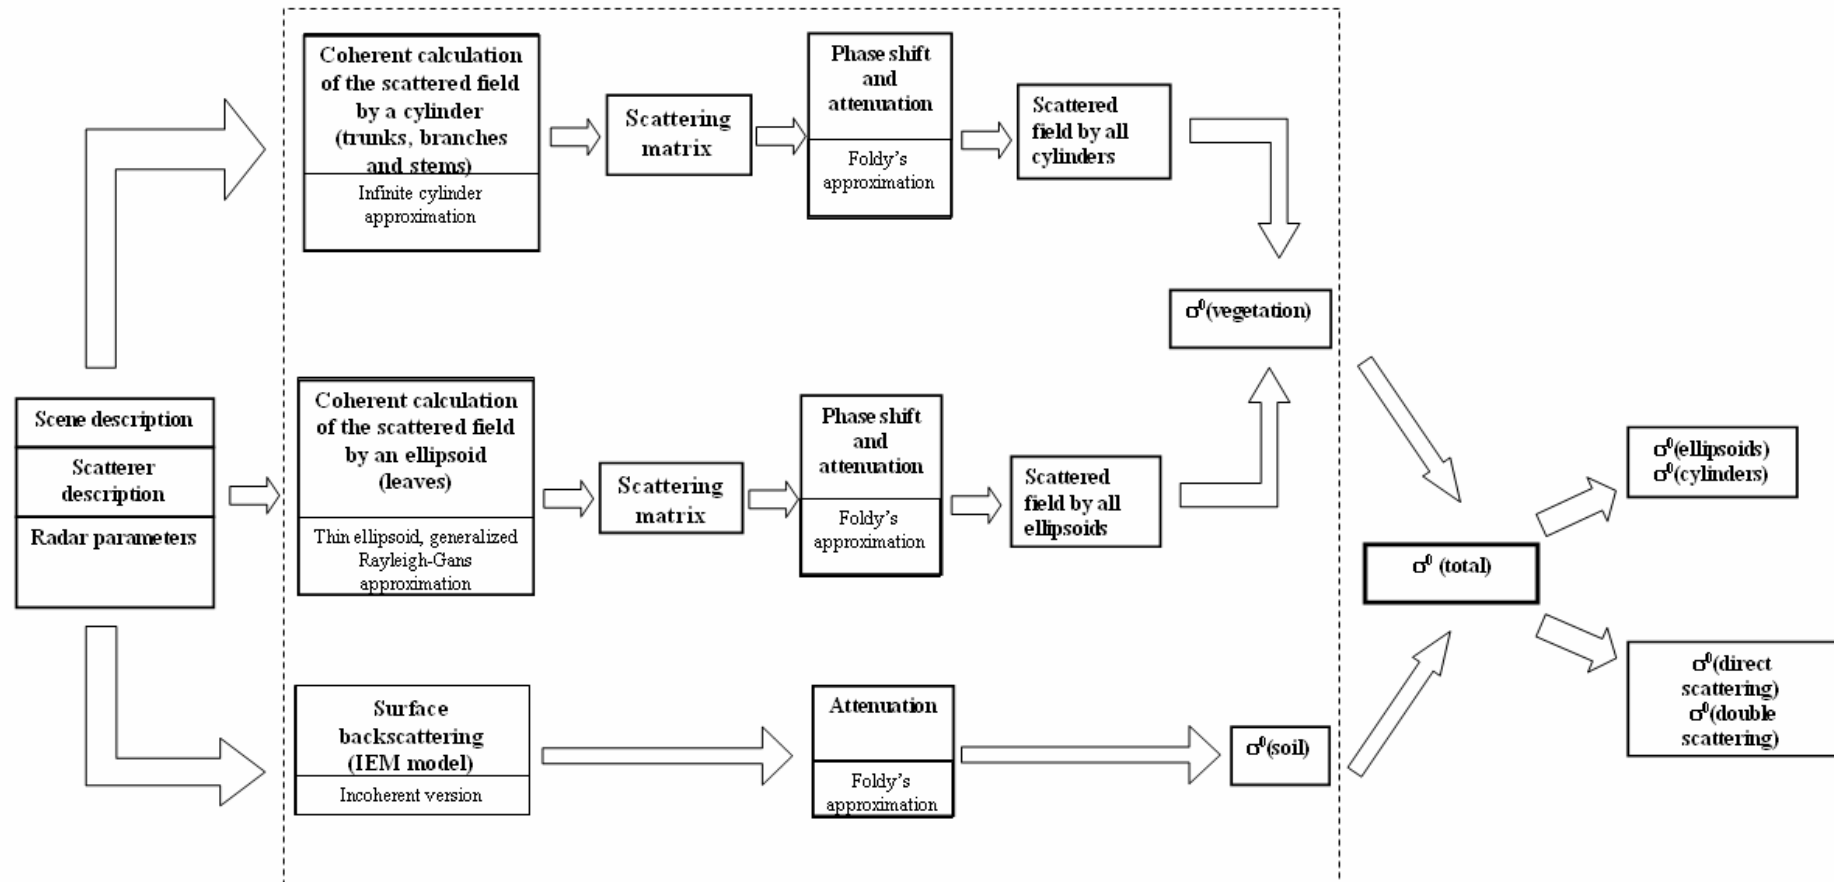 Scene description
Scatterer
description
Radar parameters
Coherent calculation
of the scattered field
by a cylinder
(trunks, branches
and stems)
Infinite cylinder
approximation
Scattering
matrix
Phase shift
and
attenuation
Foldy's
approximation
Scattered
field by all
cylinders
σ⁰(vegetation)
Coherent calculation
of the scattered field
by an ellipsoid
(leaves)
Thin ellipsoid, generalized
Rayleigh-Gans
approximation
Scattering
matrix
Phase shift
and
attenuation
Foldy's
approximation
Scattered
field by all
ellipsoids
Surface
backscattering
(IEM model)
Incoherent version
Attenuation
Foldy's
approximation
σ⁰(soil)
σ⁰ (total)
σ⁰(ellipsoids)
σ⁰(cylinders)
σ⁰(direct
scattering)
σ⁰(double
scattering)